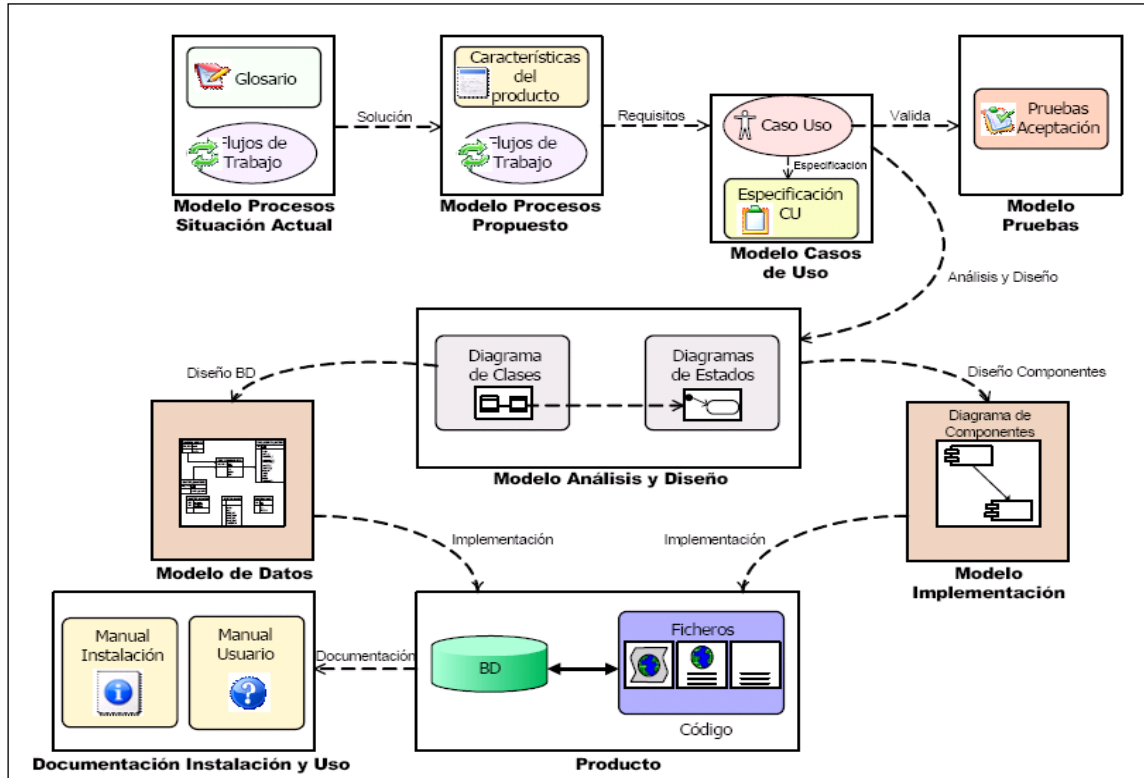 Glosario
Flujos de
Trabajo
Modelo Procesos
Situación Actual
Solución
Características
del
producto
Flujos de
Trabajo
Modelo Procesos
Propuesto
Requisitos
Caso Uso
Especificación
Especificación
CU
Modelo Casos
de Uso
Valida
Pruebas
Aceptación
Modelo
Pruebas
Análisis y Diseño
Diagrama
de Clases
Diagramas
de Estados
Modelo Análisis y Diseño
Diseño BD
Diseño Componentes
Modelo de Datos
Diagrama de
Componentes
Modelo
Implementación
Implementación
Implementación
Manual
Instalación
Manual
Usuario
Documentación Instalación y Uso
Documentación
BD
Ficheros
Código
Producto